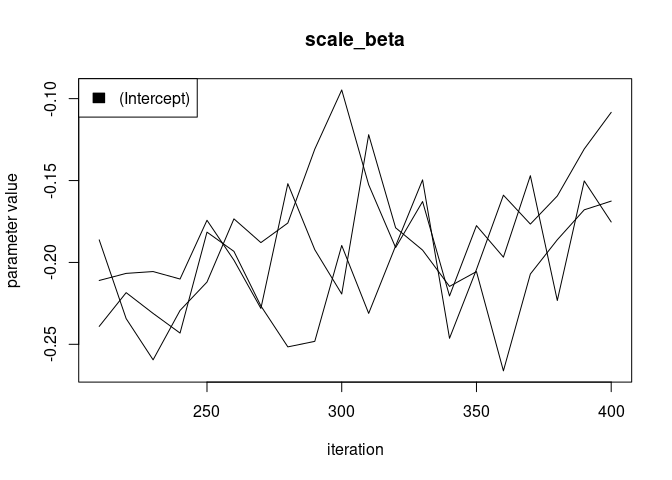 scale_beta
(Intercept)
parameter value
-0.10
-0.15
-0.20
-0.25
250 300 350 400
iteration